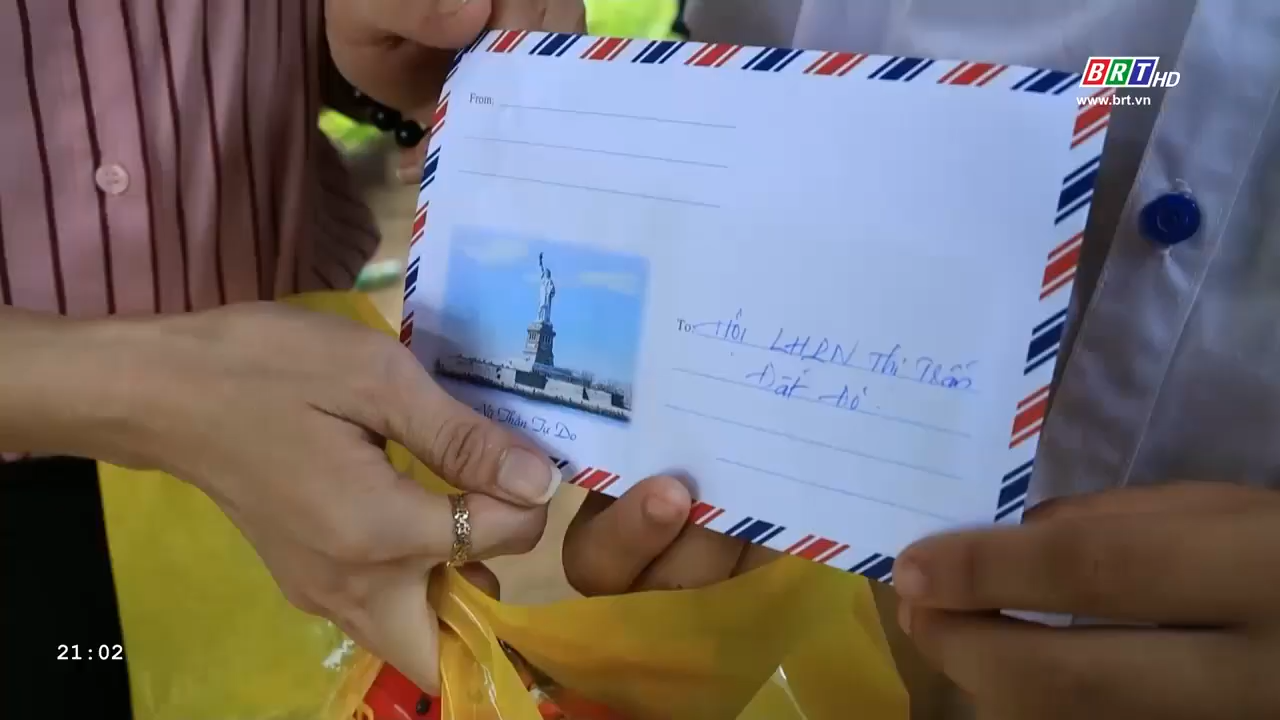 BRT HD
www.brt.vn
From:
To: Hội LHPN Thị Trấn
Đất Đỏ.
Nữ Thần Tự Do
21:02